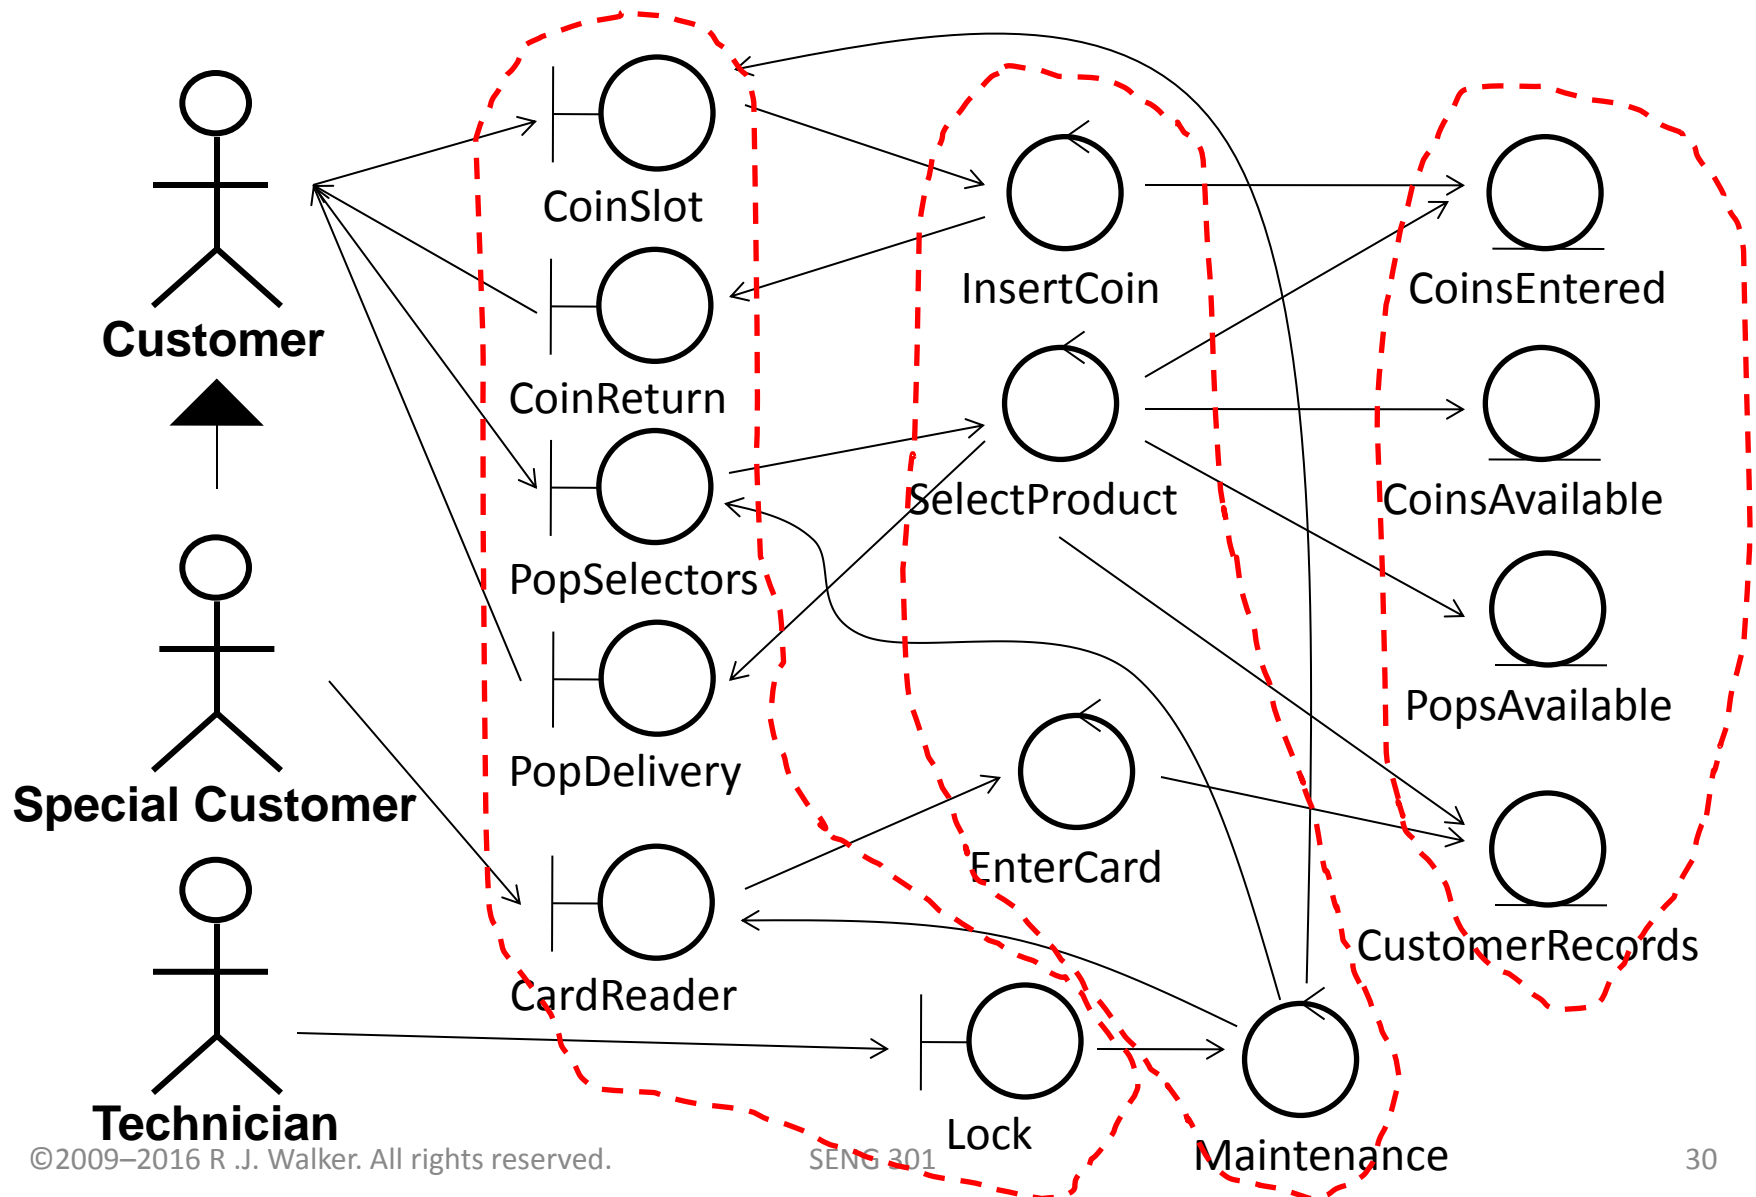 CoinSlot
InsertCoin
CoinsEntered
Customer
CoinReturn
SelectProduct
CoinsAvailable
PopSelectors
PopsAvailable
PopDelivery
Special Customer
EnterCard
CustomerRecords
CardReader
Technician
Lock
Maintenance
©2009–2016 R .J. Walker. All rights reserved.
SENG 301
30